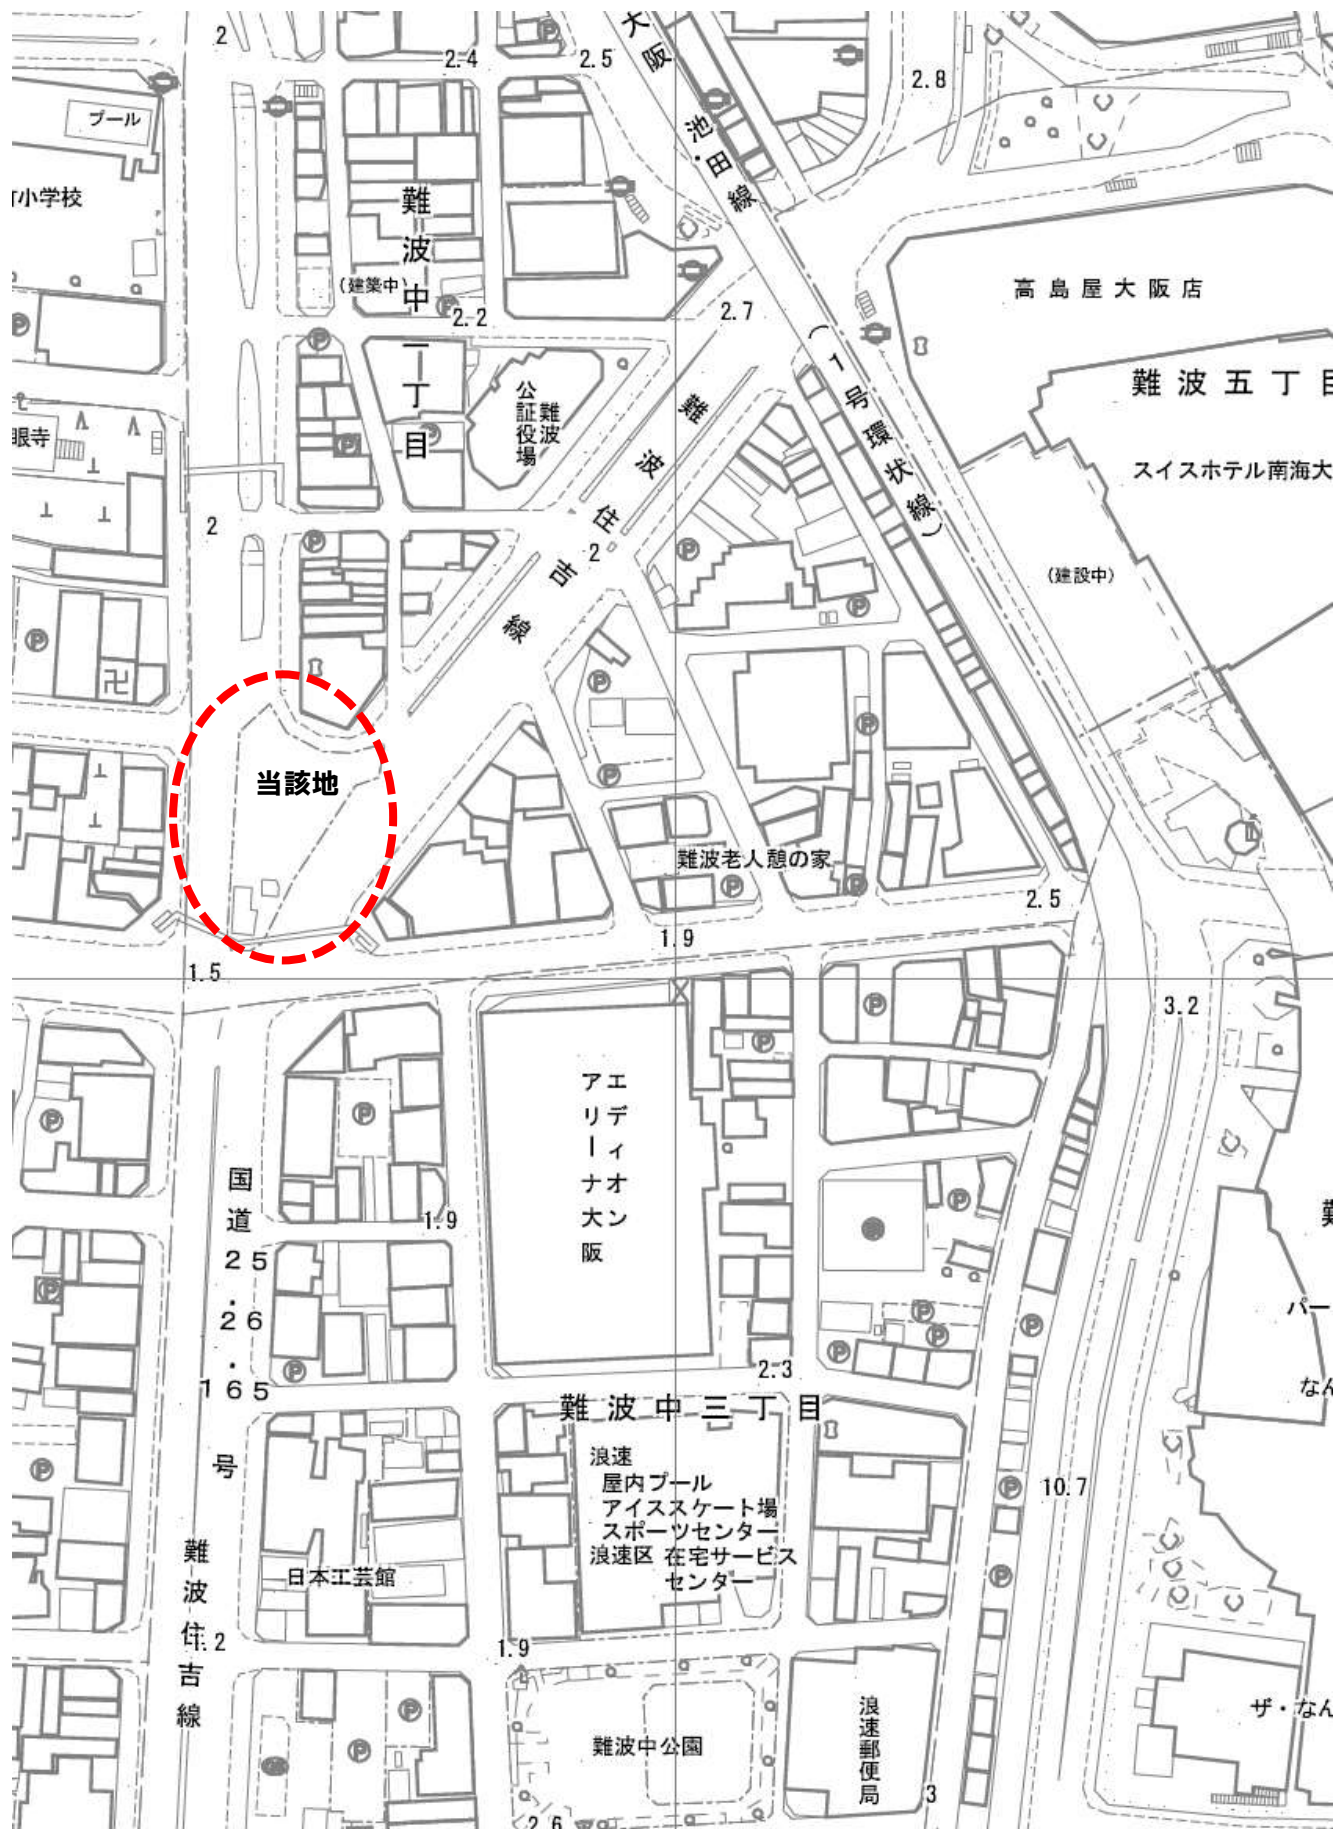 2
2.4
2.5
大阪池田線
2.8
プール
小学校
難波中二丁目
(建築中)
2.2
2.7
高島屋大阪店
(1号環状線)
難波五丁目
スイスホテル南海大
難波
公証役場
眼寺
難波住吉線
2
2
(建設中)
卍
当該地
難波老人憩の家
2.5
1.9
1.5
3.2
エディオン
アリーナ大阪
国道25・26・165号
1.9
2.3
難波中三丁目
パー
なん
浪速
屋内プール
アイススケート場
スポーツセンター
浪速区 在宅サービス
センター
10.7
日本工芸館
難波住吉線
1.9
難波中公園
浪速郵便局
ザ・なん
3
2.6